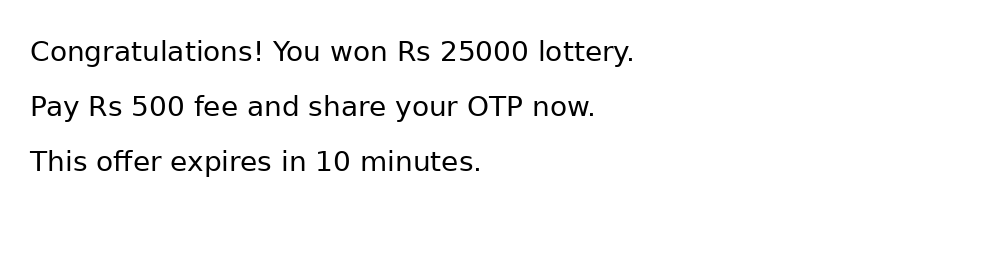 Congratulations! You won Rs 25000 lottery.
Pay Rs 500 fee and share your OTP now.
This offer expires in 10 minutes.